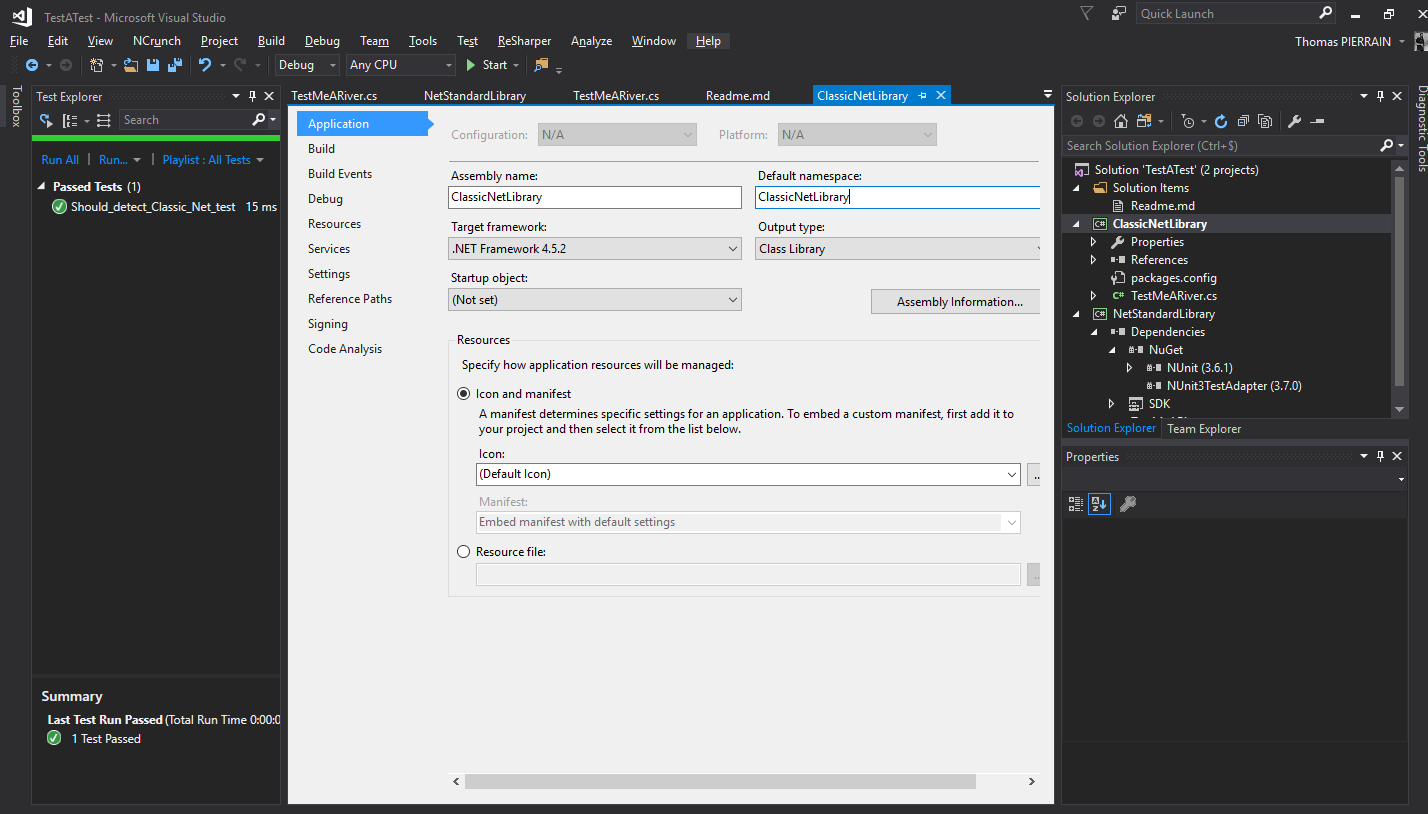 TestATest - Microsoft Visual Studio
Quick Launch
File Edit View NCrunch Project Build Debug Team Tools Test ReSharper Analyze Window Help
Thomas PIERRAIN
Debug Any CPU Start
Toolbox
Test Explorer
Search
Run All | Run... | Playlist : All Tests
Passed Tests (1)
Should_detect_Classic_Net_test 15 ms
Summary
Last Test Run Passed (Total Run Time 0:00:0
1 Test Passed
TestMeARiver.cs NetStandardLibrary TestMeARiver.cs Readme.md ClassicNetLibrary
Application
Build
Build Events
Debug
Resources
Services
Settings
Reference Paths
Signing
Code Analysis
Configuration: N/A Platform: N/A
Assembly name: Default namespace:
ClassicNetLibrary ClassicNetLibrary
Target framework: Output type:
.NET Framework 4.5.2 Class Library
Startup object:
(Not set) Assembly Information...
Resources
Specify how application resources will be managed:
Icon and manifest
A manifest determines specific settings for an application. To embed a custom manifest, first add it to
your project and then select it from the list below.
Icon:
(Default Icon) ..
Manifest:
Embed manifest with default settings
Resource file:
..
Solution Explorer
Search Solution Explorer (Ctrl+$)
Solution 'TestATest' (2 projects)
Solution Items
Readme.md
C# ClassicNetLibrary
Properties
References
packages.config
C# TestMeARiver.cs
C# NetStandardLibrary
Dependencies
NuGet
NUnit (3.6.1)
NUnit3TestAdapter (3.7.0)
SDK
Solution Explorer Team Explorer
Properties
Diagnostic Tools